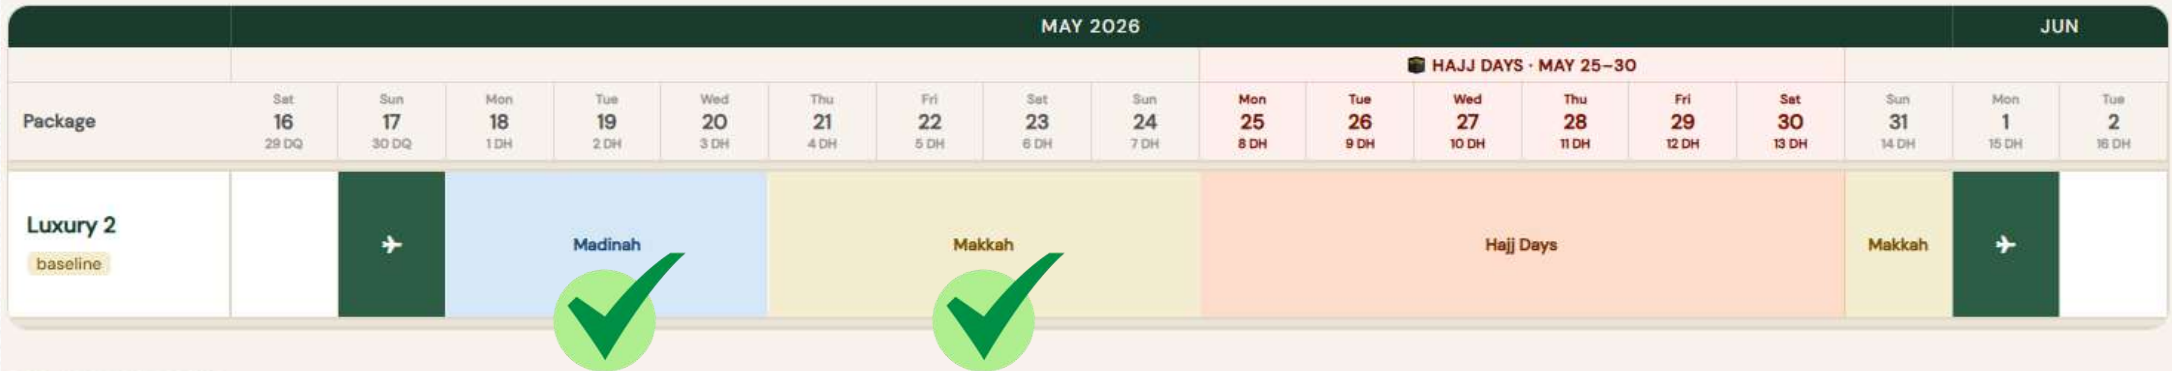 MAY 2026 JUN
HAJJ DAYS · MAY 25–30
Package
Sat Sun Mon Tue Wed Thu Fri Sat Sun Mon Tue Wed Thu Fri Sat Sun Mon Tue
16 17 18 19 20 21 22 23 24 25 26 27 28 29 30 31 1 2
29 DQ 30 DQ 1 DH 2 DH 3 DH 4 DH 5 DH 6 DH 7 DH 8 DH 9 DH 10 DH 11 DH 12 DH 13 DH 14 DH 15 DH 16 DH
Luxury 2
baseline
Madinah Makkah Hajj Days Makkah